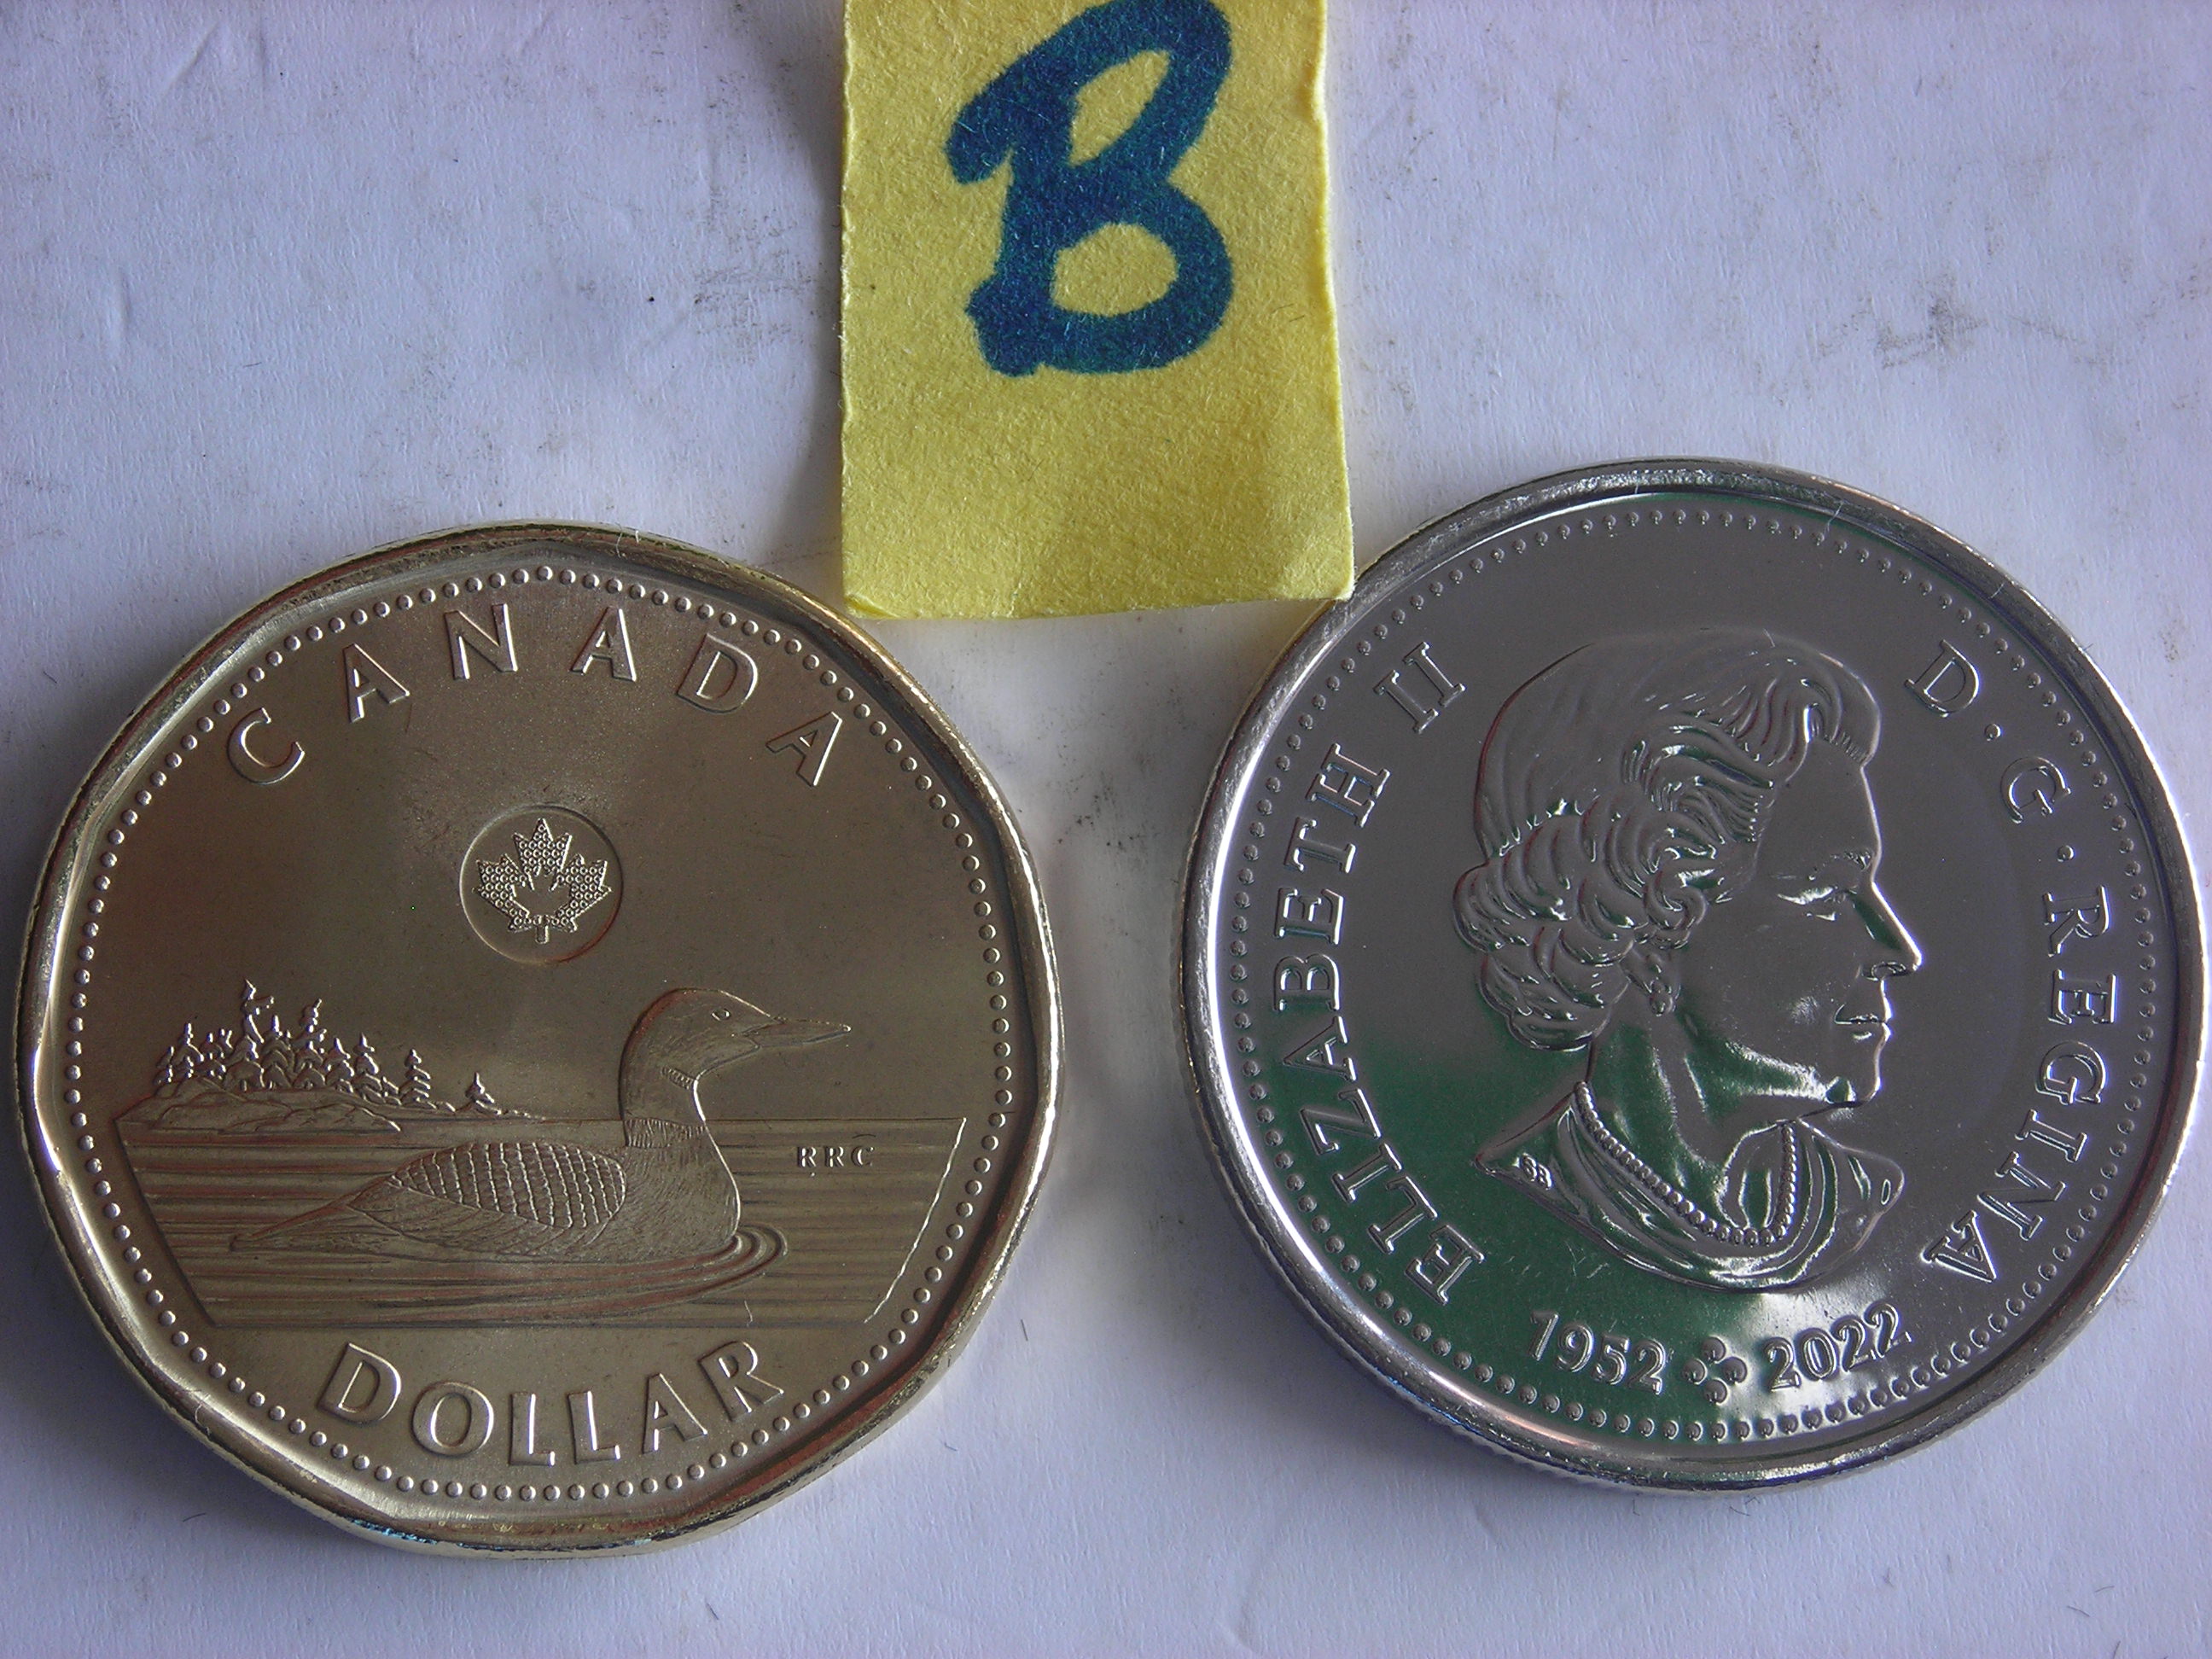 B
CANADA
RRC
DOLLAR
ELIZABETH II D·G·REGINA
SB
1952 2022